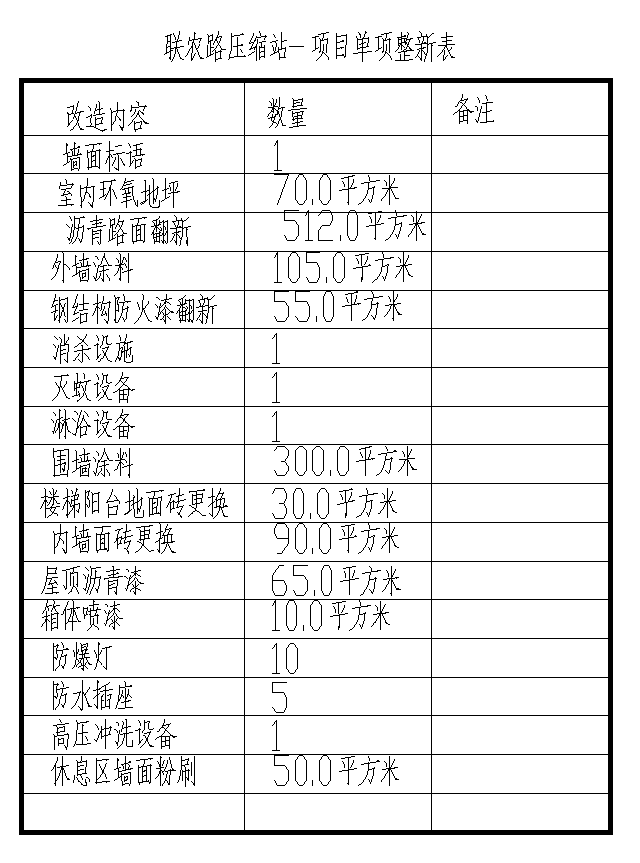 联农路压缩站—项目单项整新表
改造内容 数量 备注
墙面标语 1
室内环氧地坪 70.0平方米
沥青路面翻新 512.0平方米
外墙涂料 105.0平方米
钢结构防火漆翻新 55.0平方米
消杀设施 1
灭蚊设备 1
淋浴设备 1
围墙涂料 300.0平方米
楼梯阳台地面砖更换 30.0平方米
内墙面砖更换 90.0平方米
屋顶沥青漆 65.0平方米
箱体喷漆 10.0平方米
防爆灯 10
防水插座 5
高压冲洗设备 1
休息区墙面粉刷 50.0平方米